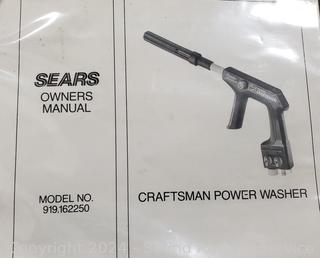 SEARS
OWNERS
MANUAL
MODEL NO.
919.162250
CRAFTSMAN POWER WASHER